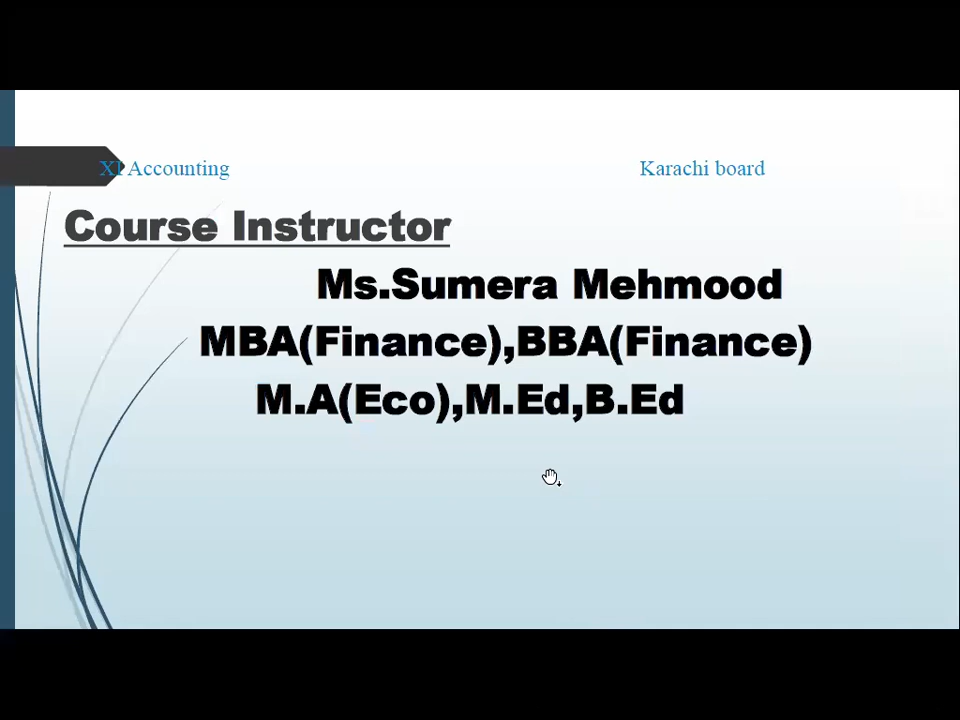 XI Accounting Karachi board
Course Instructor
Ms.Sumera Mehmood
MBA(Finance),BBA(Finance)
M.A(Eco),M.Ed,B.Ed